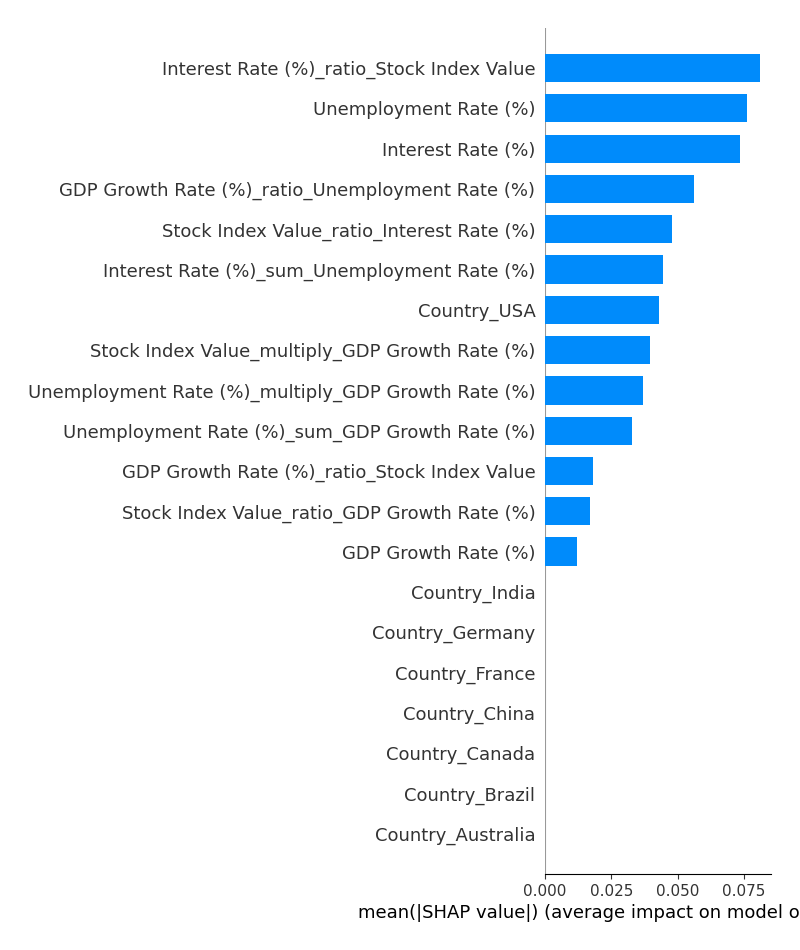 Interest Rate (%)_ratio_Stock Index Value
Unemployment Rate (%)
Interest Rate (%)
GDP Growth Rate (%)_ratio_Unemployment Rate (%)
Stock Index Value_ratio_Interest Rate (%)
Interest Rate (%)_sum_Unemployment Rate (%)
Country_USA
Stock Index Value_multiply_GDP Growth Rate (%)
Unemployment Rate (%)_multiply_GDP Growth Rate (%)
Unemployment Rate (%)_sum_GDP Growth Rate (%)
GDP Growth Rate (%)_ratio_Stock Index Value
Stock Index Value_ratio_GDP Growth Rate (%)
GDP Growth Rate (%)
Country_India
Country_Germany
Country_France
Country_China
Country_Canada
Country_Brazil
Country_Australia
0.000 0.025 0.050 0.075
mean(|SHAP value|) (average impact on model o